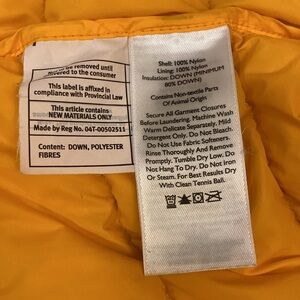 be removed until
delivered to the consumer
This label is affixed in
compliance with Provincial Law
This article contains
NEW MATERIALS ONLY
Made by Reg No. 04T-00502511
Content: DOWN, POLYESTER
FIBRES
Shell: 100% Nylon
Lining: 100% Nylon
Insulation: DOWN (MINIMUM
80% DOWN)
Contains Non-textile Parts
Of Animal Origin
Secure All Garment Closures
Before Laundering. Machine Wash
Warm Delicate Separately. Mild
Detergent Only. Do Not Bleach.
Do Not Use Fabric Softeners.
Rinse Thoroughly And Remove
Promptly. Tumble Dry Low. Do
Not Hang To Dry. Do Not Iron
Or Steam. For Best Results Dry
With Clean Tennis Ball.